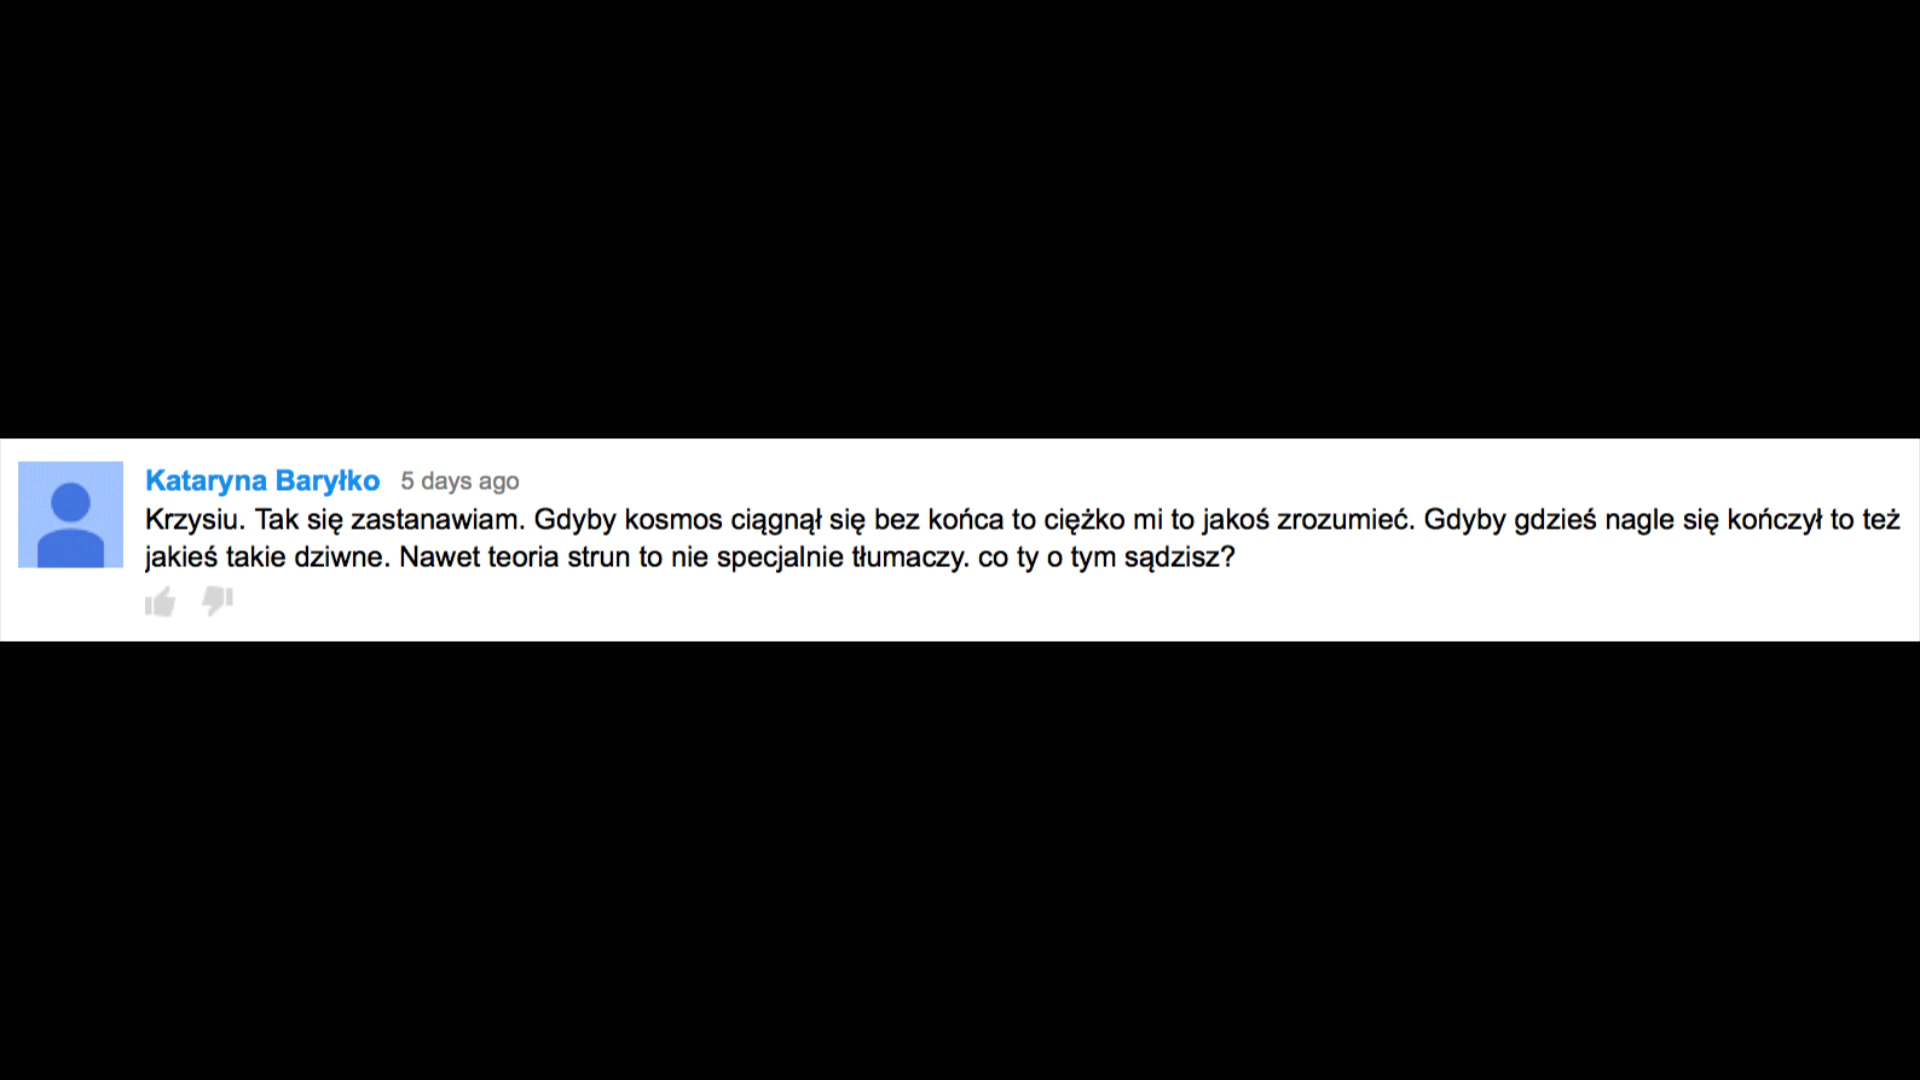 Kataryna Baryłko 5 days ago
Krzysiu. Tak się zastanawiam. Gdyby kosmos ciągnął się bez końca to ciężko mi to jakoś zrozumieć. Gdyby gdzieś nagle się kończył to też
jakieś takie dziwne. Nawet teoria strun to nie specjalnie tłumaczy. co ty o tym sądzisz?